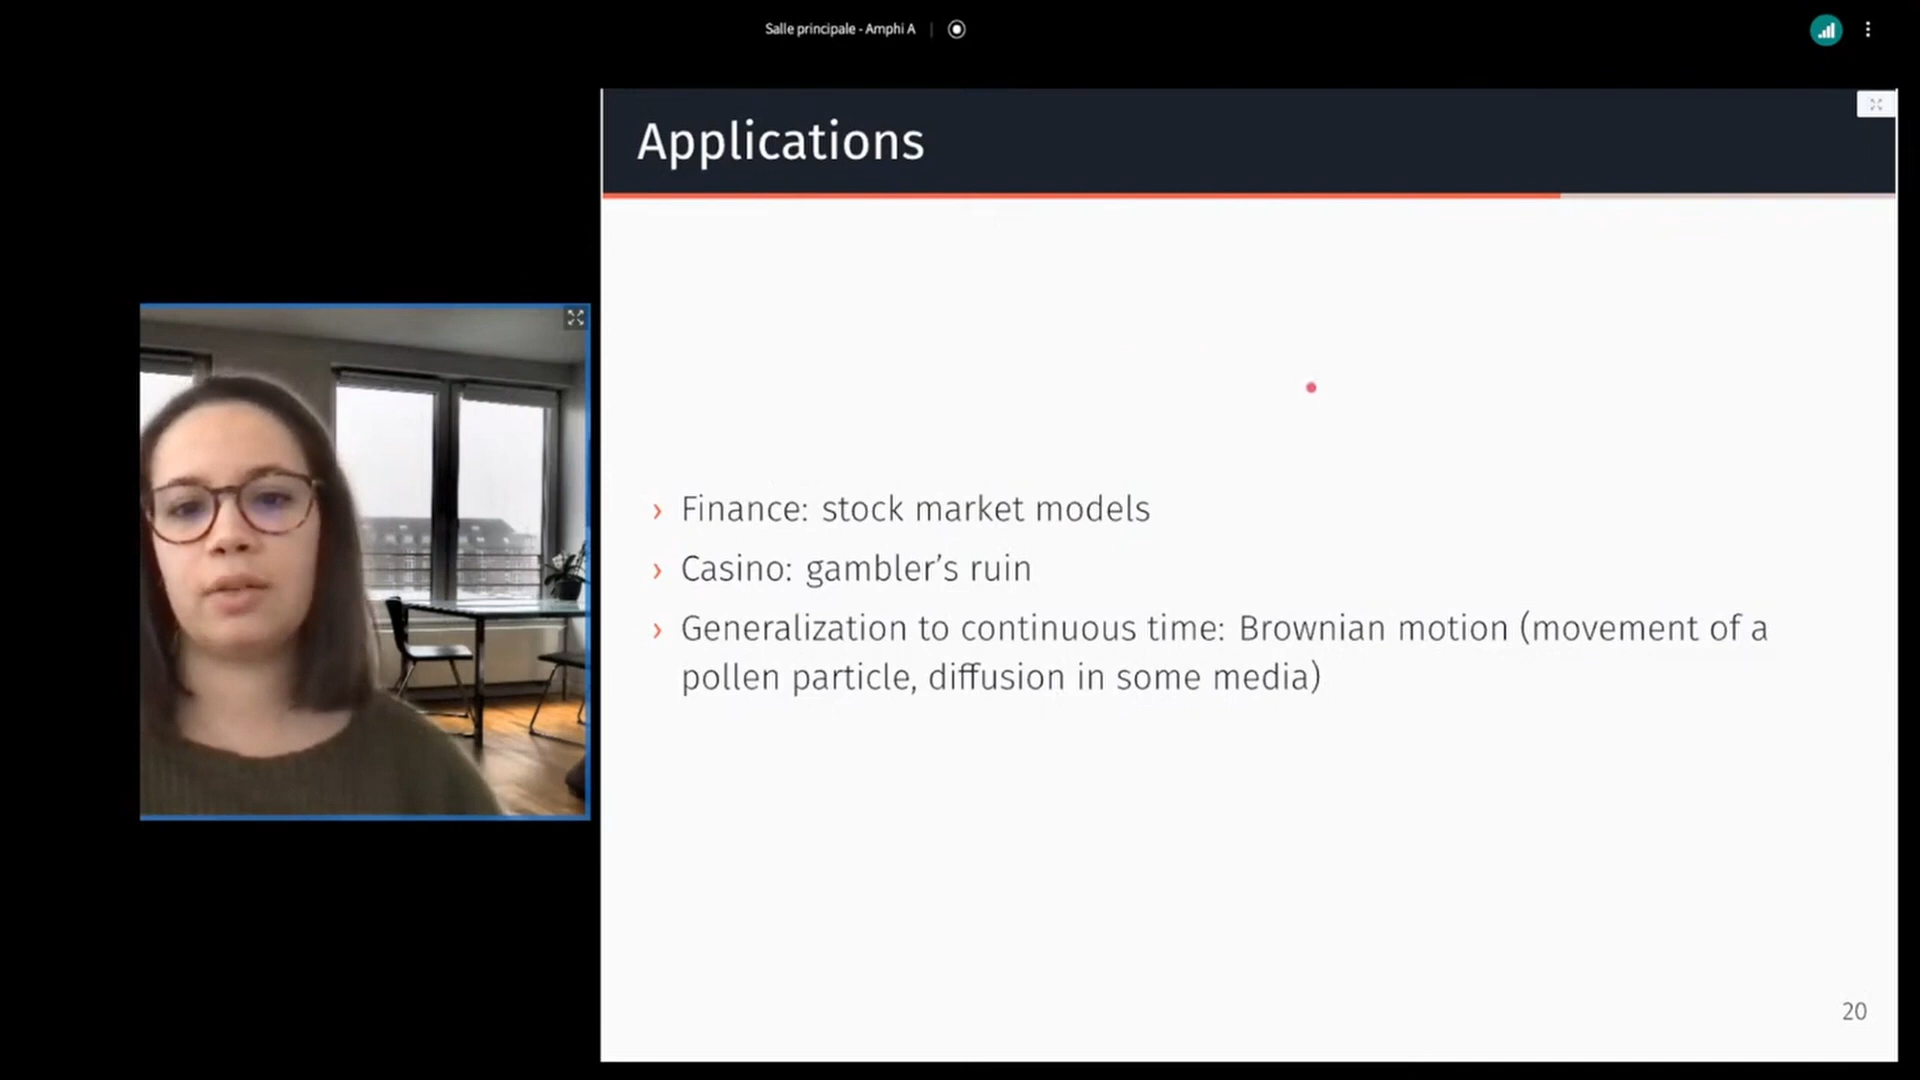 Salle principale - Amphi A
Applications
› Finance: stock market models
› Casino: gambler’s ruin
› Generalization to continuous time: Brownian motion (movement of a
pollen particle, diffusion in some media)
20